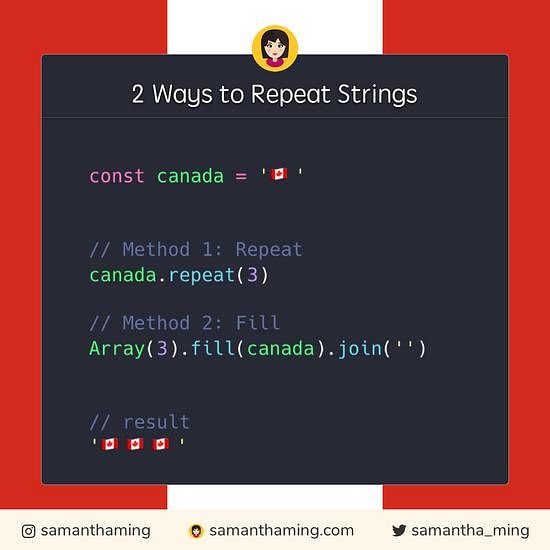 2 Ways to Repeat Strings
const canada = '🇨🇦 '
// Method 1: Repeat
canada.repeat(3)
// Method 2: Fill
Array(3).fill(canada).join('')
// result
'🇨🇦 🇨🇦 🇨🇦 '
samanthaming samanthaming.com samantha_ming